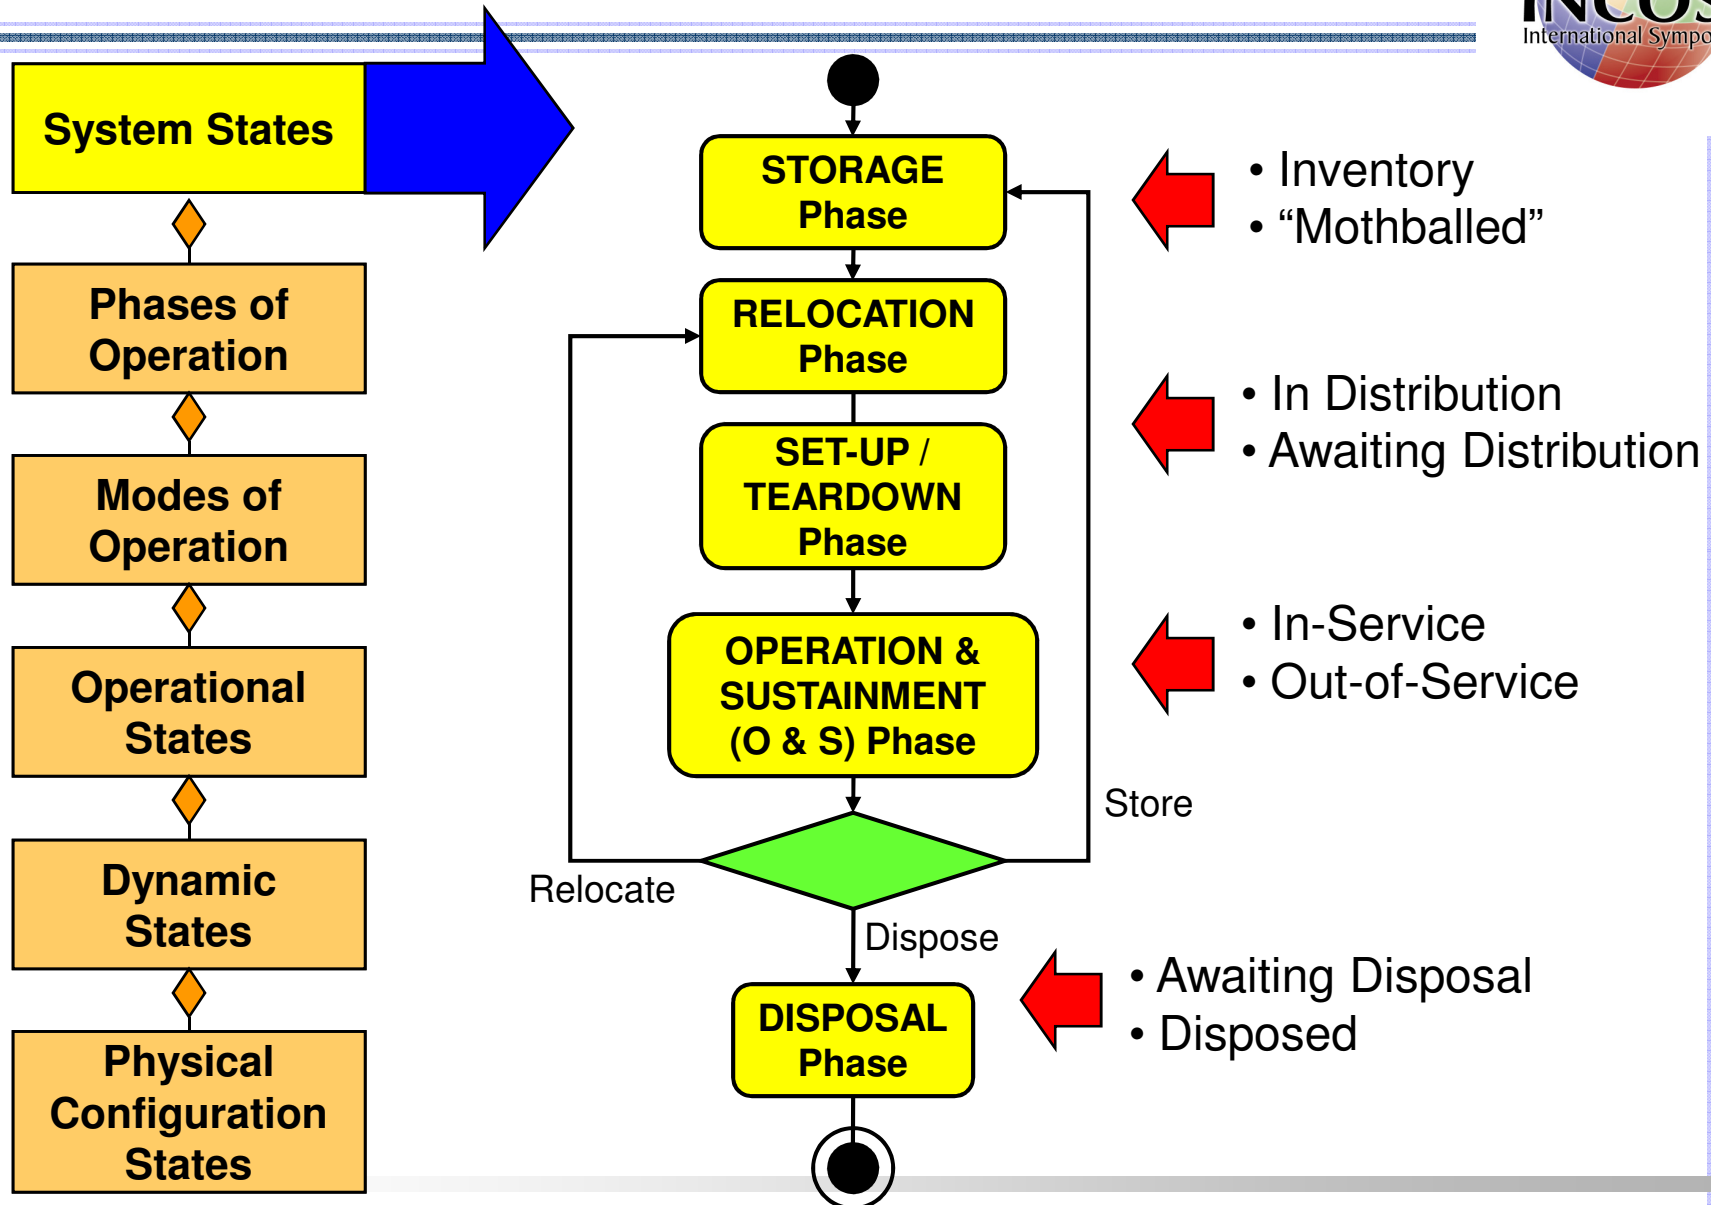 System States
Phases of
Operation
Modes of
Operation
Operational
States
Dynamic
States
Physical
Configuration
States
STORAGE
Phase
RELOCATION
Phase
SET-UP /
TEARDOWN
Phase
OPERATION &
SUSTAINMENT
(O & S) Phase
Relocate
Store
Dispose
DISPOSAL
Phase
• Inventory
• “Mothballed”
• In Distribution
• Awaiting Distribution
• In-Service
• Out-of-Service
• Awaiting Disposal
• Disposed
International